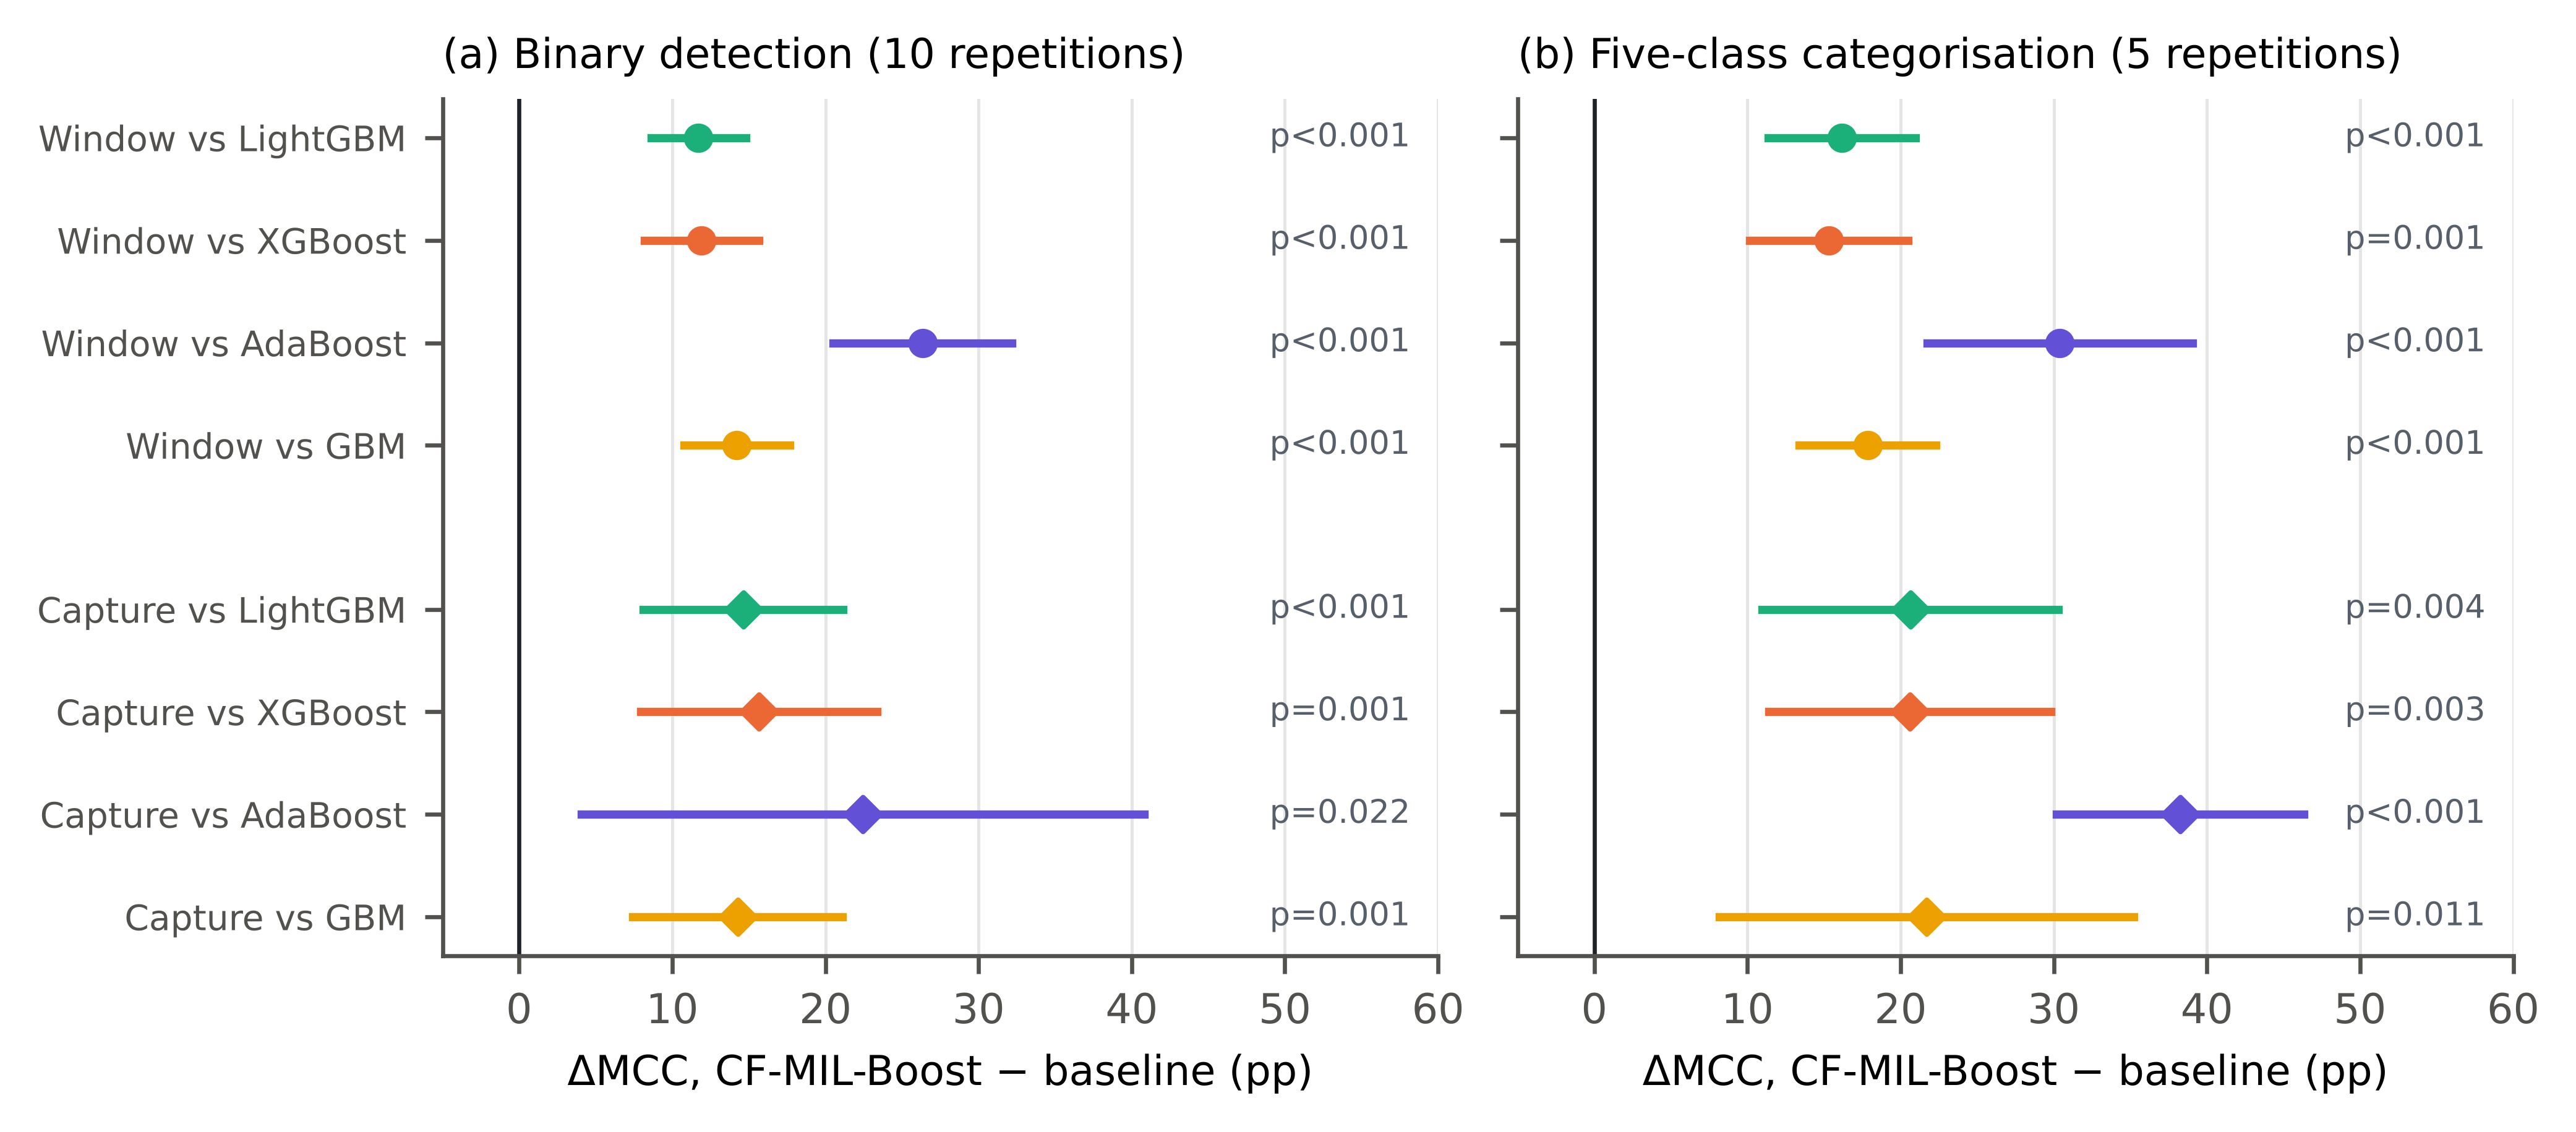 (a) Binary detection (10 repetitions)
Window vs LightGBM p<0.001
Window vs XGBoost p<0.001
Window vs AdaBoost p<0.001
Window vs GBM p<0.001
Capture vs LightGBM p<0.001
Capture vs XGBoost p=0.001
Capture vs AdaBoost p=0.022
Capture vs GBM p=0.001
0 10 20 30 40 50 60
ΔMCC, CF-MIL-Boost − baseline (pp)
(b) Five-class categorisation (5 repetitions)
p<0.001
p=0.001
p<0.001
p<0.001
p=0.004
p=0.003
p<0.001
p=0.011
0 10 20 30 40 50 60
ΔMCC, CF-MIL-Boost − baseline (pp)